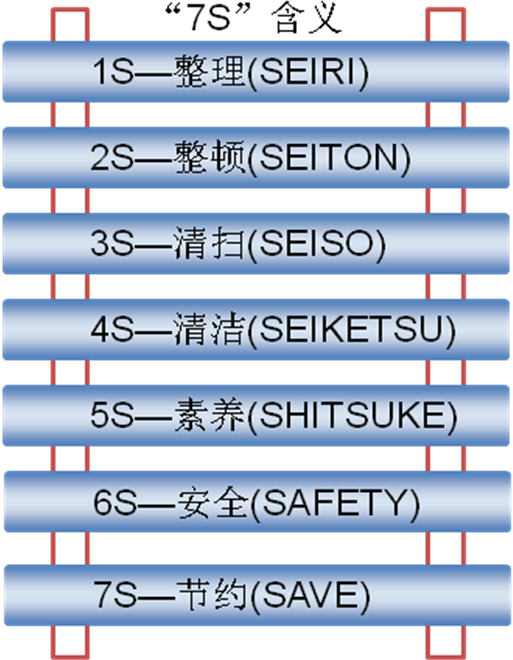 “7S”含义
1S—整理(SEIRI)
2S—整顿(SEITON)
3S—清扫(SEISO)
4S—清洁(SEIKETSU)
5S—素养(SHITSUKE)
6S—安全(SAFETY)
7S—节约(SAVE)